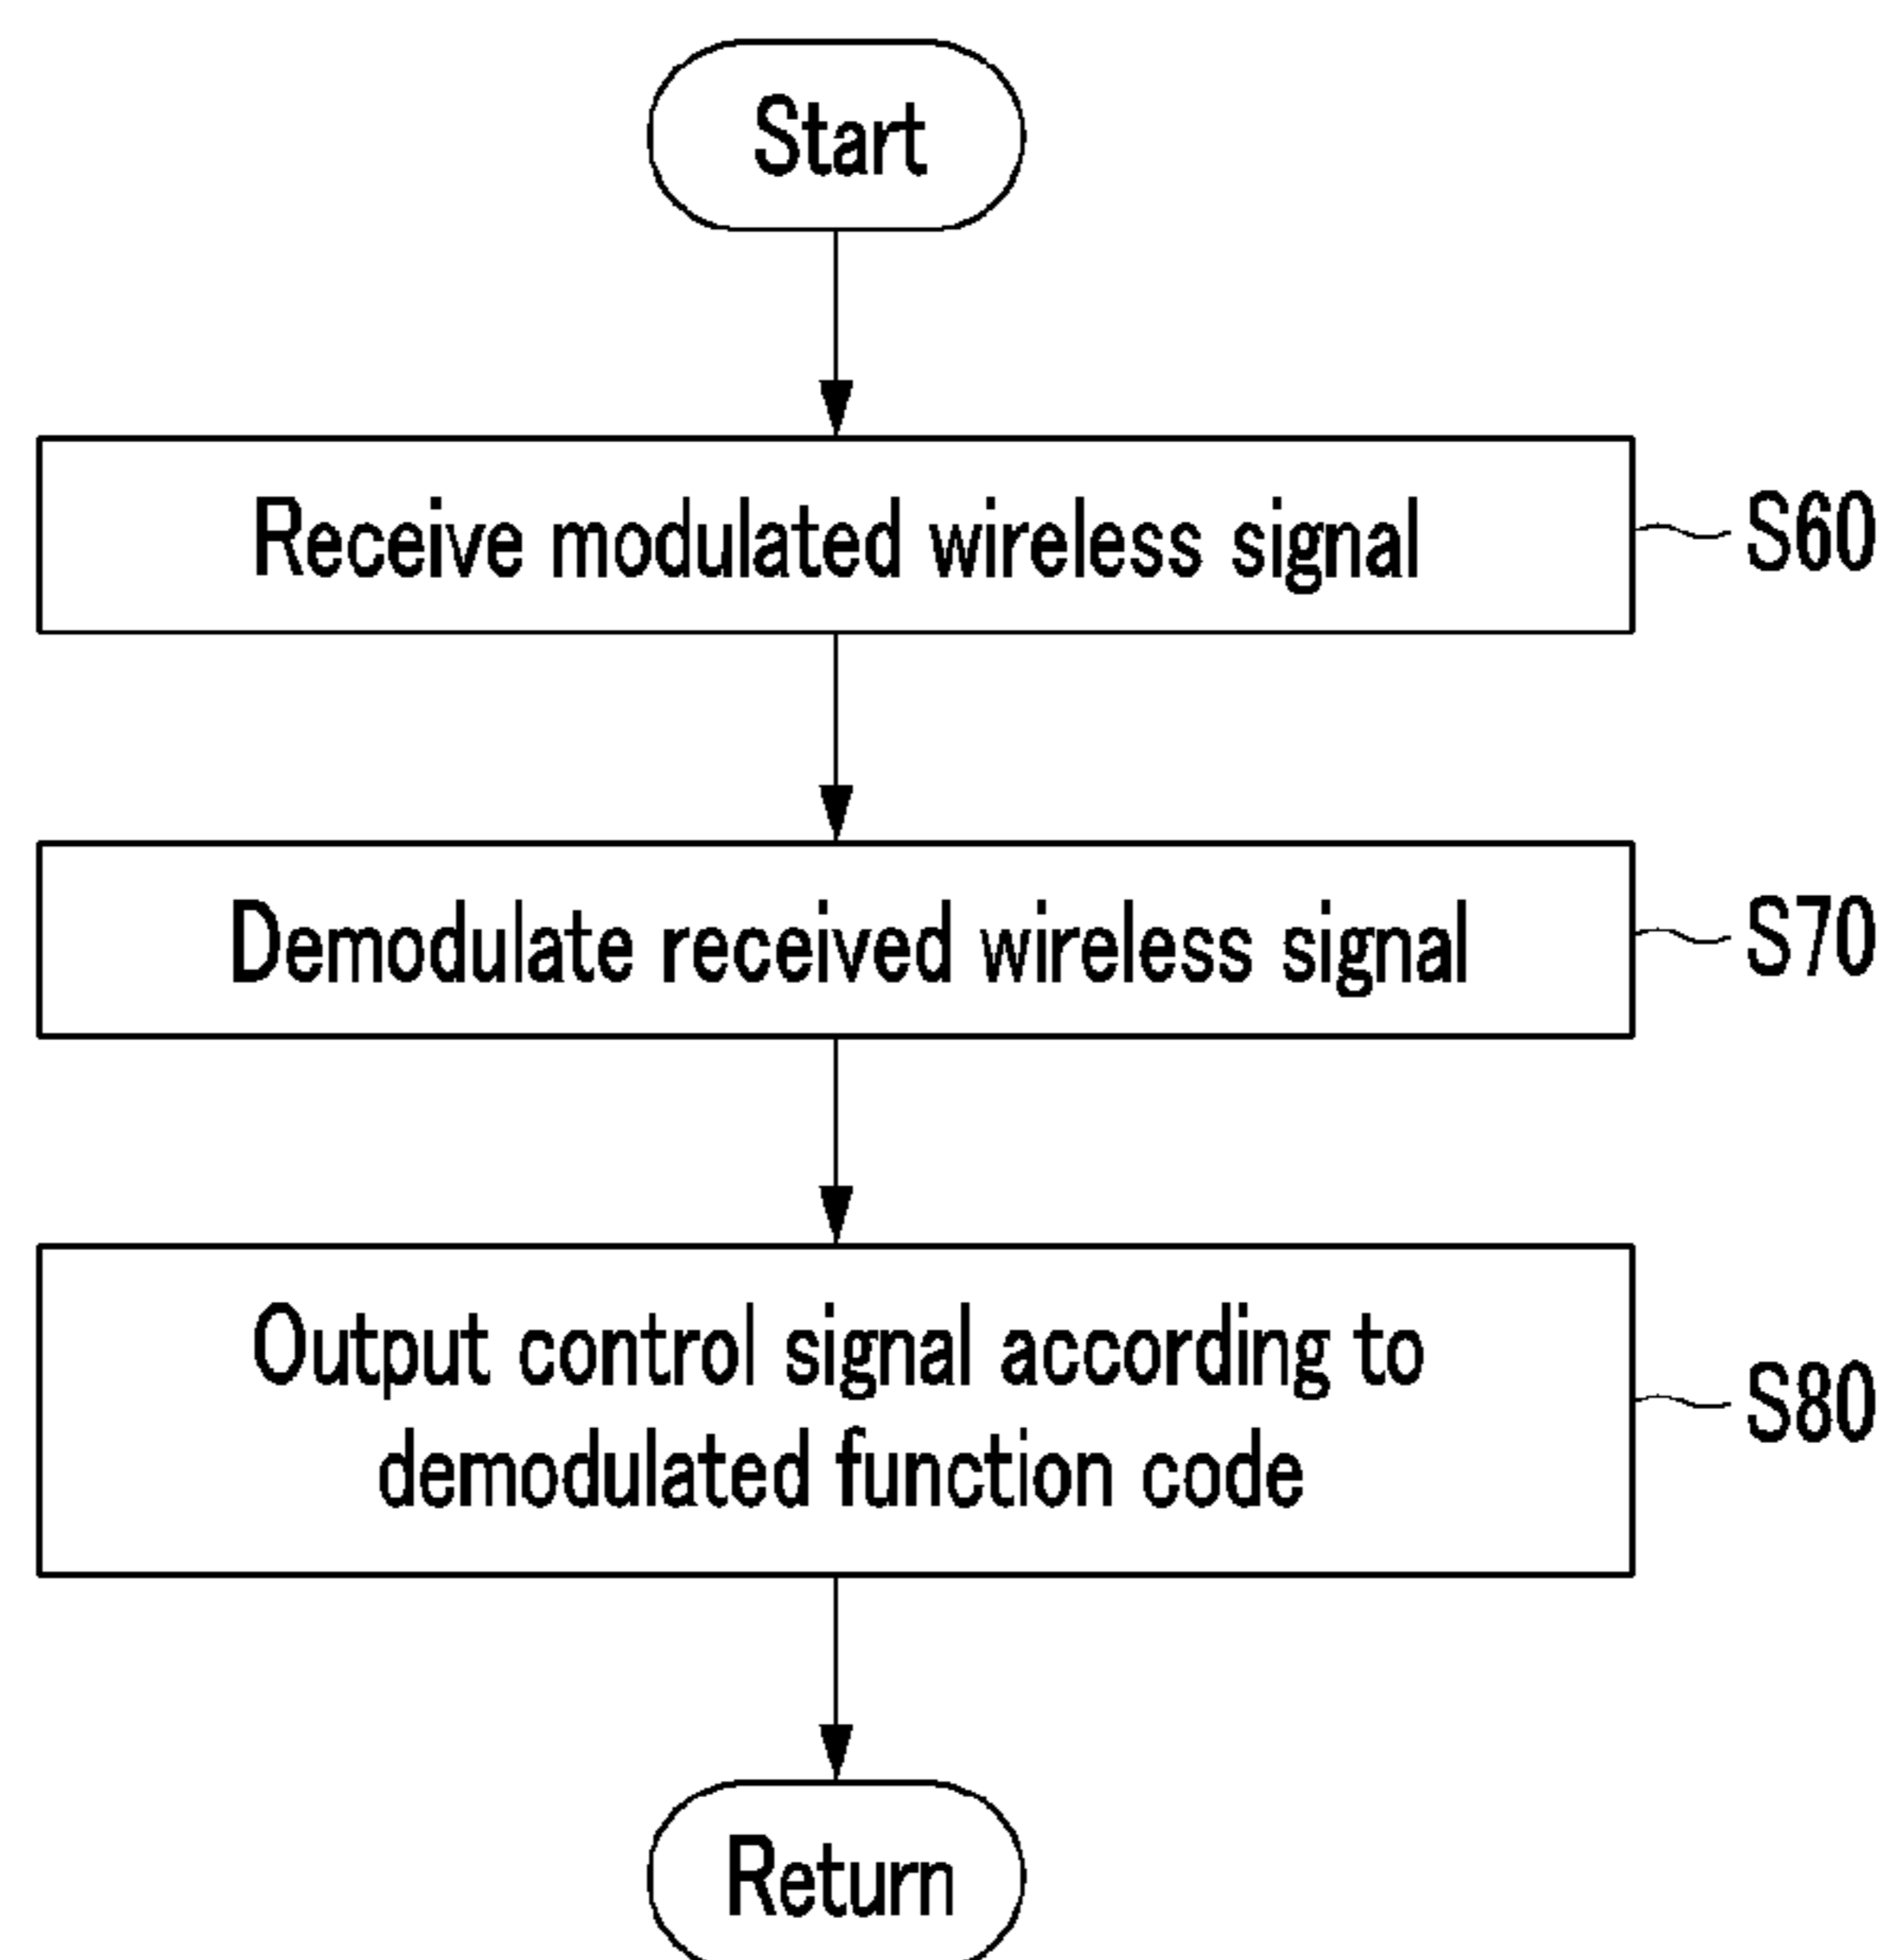 Start
Receive modulated wireless signal
S60
Demodulate received wireless signal
S70
Output control signal according to
demodulated function code
S80
Return